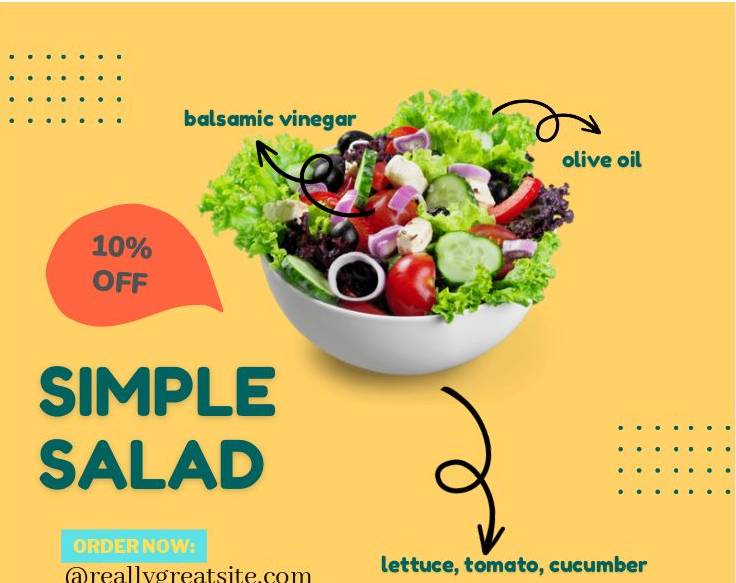 balsamic vinegar
olive oil
10%
OFF
SIMPLE
SALAD
ORDER NOW:
@reallygreatsite.com
lettuce, tomato, cucumber